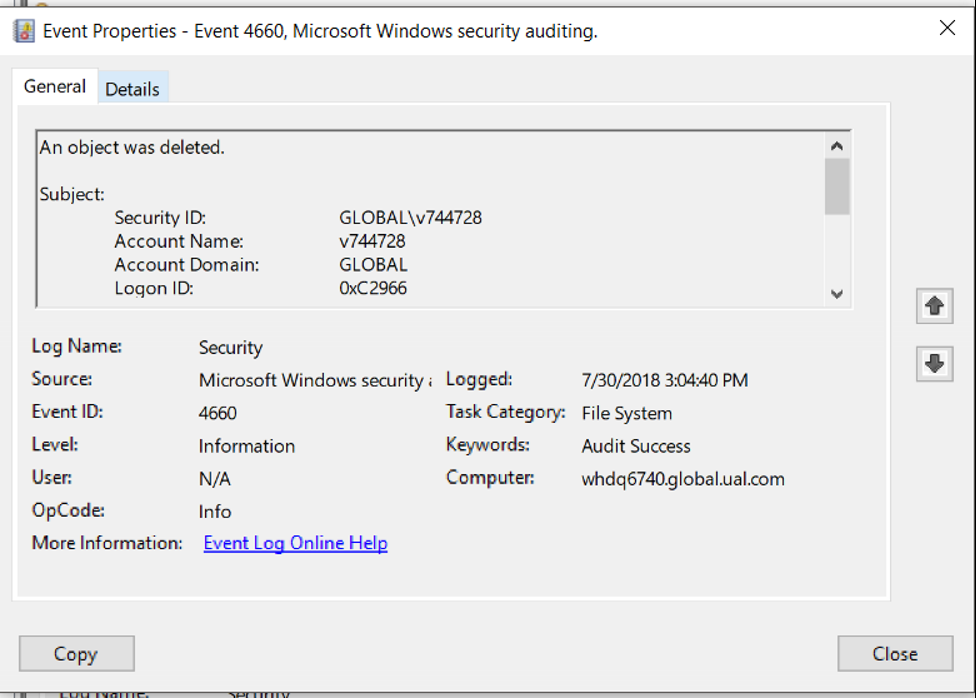 Event Properties - Event 4660, Microsoft Windows security auditing.
General Details
An object was deleted.
Subject:
Security ID: GLOBAL\v744728
Account Name: v744728
Account Domain: GLOBAL
Logon ID: 0xC2966
Log Name: Security
Source: Microsoft Windows security Logged: 7/30/2018 3:04:40 PM
Event ID: 4660 Task Category: File System
Level: Information Keywords: Audit Success
User: N/A Computer: whdq6740.global.ual.com
OpCode: Info
More Information: Event Log Online Help
Copy Close